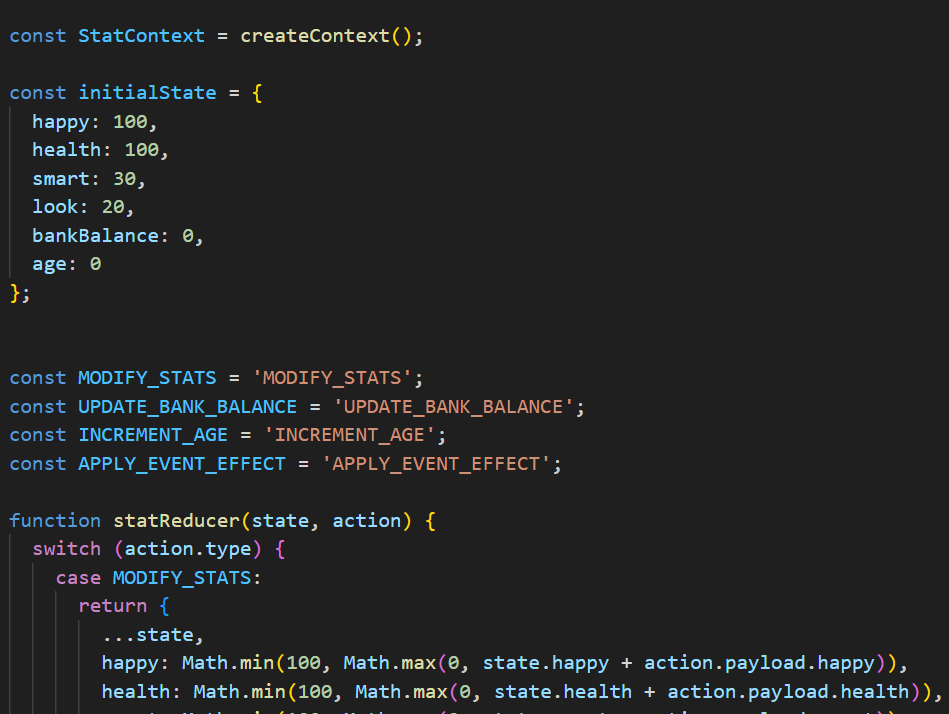 const StatContext = createContext();
const initialState = {
happy: 100,
health: 100,
smart: 30,
look: 20,
bankBalance: 0,
age: 0
};
const MODIFY_STATS = 'MODIFY_STATS';
const UPDATE_BANK_BALANCE = 'UPDATE_BANK_BALANCE';
const INCREMENT_AGE = 'INCREMENT_AGE';
const APPLY_EVENT_EFFECT = 'APPLY_EVENT_EFFECT';
function statReducer(state, action) {
switch (action.type) {
case MODIFY_STATS:
return {
...state,
happy: Math.min(100, Math.max(0, state.happy + action.payload.happy)),
health: Math.min(100, Math.max(0, state.health + action.payload.health)),